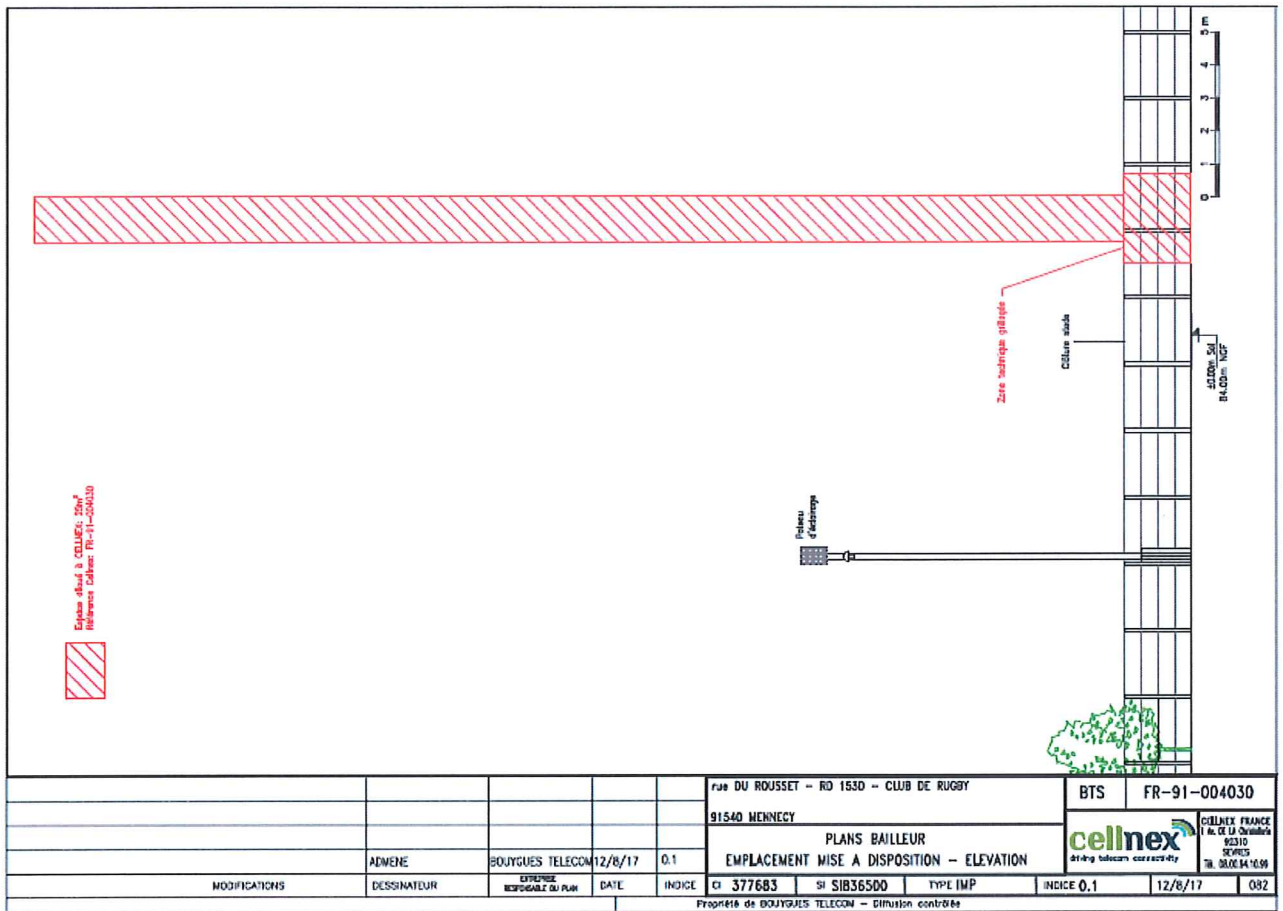 Espace alloué à CELLNEX: 20m²
Référence Cellnex: FR-91-004030
Zone technique grillagée
Clôture stade
±0.00m Sol
84.00m NGF
Poteau
d'éclairage
0 1 2 3 4 5 m
rue DU ROUSSET - RD 153D - CLUB DE RUGBY
91540 MENNECY
BTS FR-91-004030
PLANS BAILLEUR
EMPLACEMENT MISE A DISPOSITION - ELEVATION
cellnex
driving telecom connectivity
CELLNEX FRANCE
92310
SEVRES
ADMENE BOUYGUES TELECOM 12/8/17 0.1
MODIFICATIONS DESSINATEUR ENTREPRISE RESPONSABLE DU PLAN DATE INDICE
CI 377683 SI SIB36500 TYPE IMP INDICE 0.1 12/8/17 082
Propriété de BOUYGUES TELECOM - Diffusion contrôlée